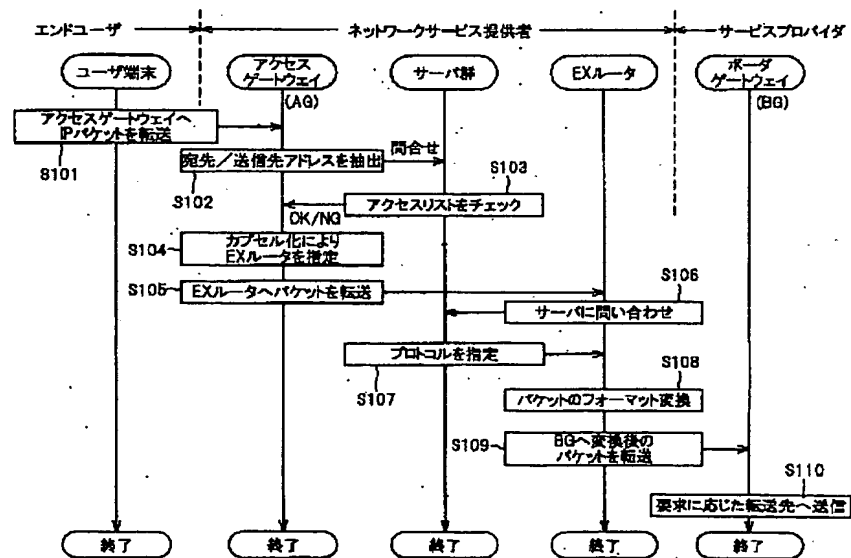 エンドユーザ
ネットワークサービス提供者
サービスプロバイダ
ユーザ端末
アクセス
ゲートウェイ
(AG)
サーバ群
EXルータ
ボーダ
ゲートウェイ
(BG)
アクセスゲートウェイへ
IPパケットを転送
S101
宛先/送信先アドレスを抽出
問合せ
S102
S103
アクセスリストをチェック
OK/NG
S104
カプセル化により
EXルータを指定
S105
EXルータへパケットを転送
S106
サーバに問い合わせ
プロトコルを指定
S107
S108
パケットのフォーマット変換
S109
BGへ変換後の
パケットを転送
S110
要求に応じた転送先へ送信
終了
終了
終了
終了
終了